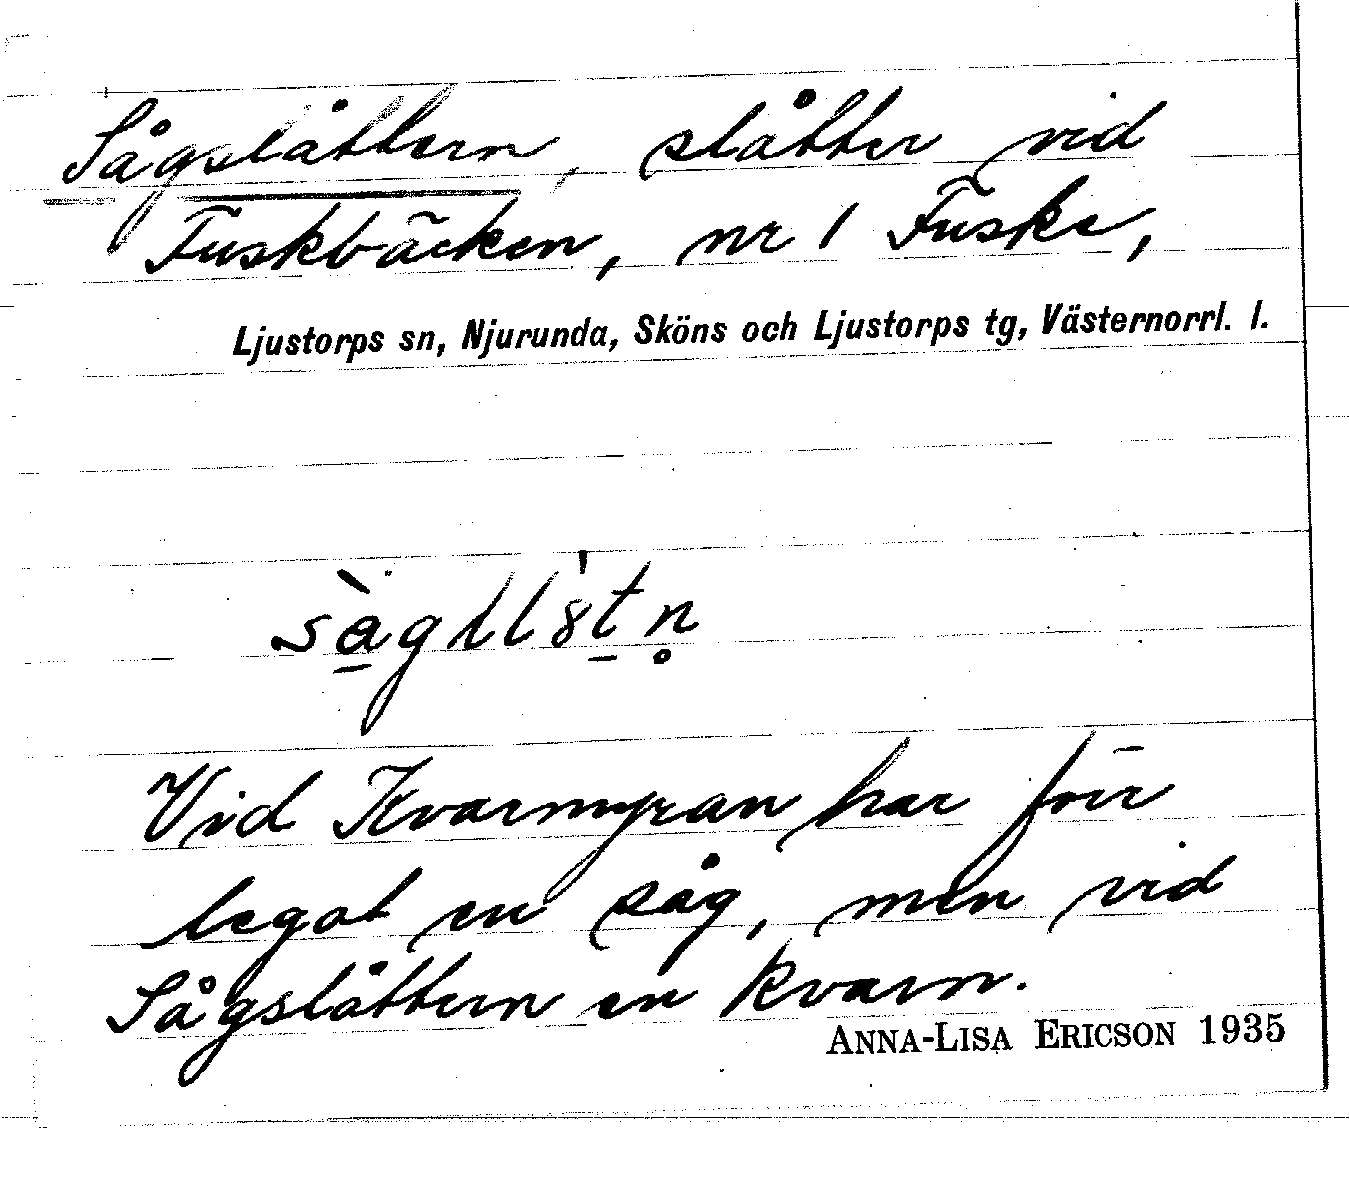 Sågslåttern, slåtter vid
Fuskbäcken, nr 1 Fuske,
Ljustorps sn, Njurunda, Sköns och Ljustorps tg, Västernorrl. l.
Vid Kvarnmyran har förr
legat en såg, men vid
Sågslåttern en kvarn.
ANNA-LISA ERICSON 1935